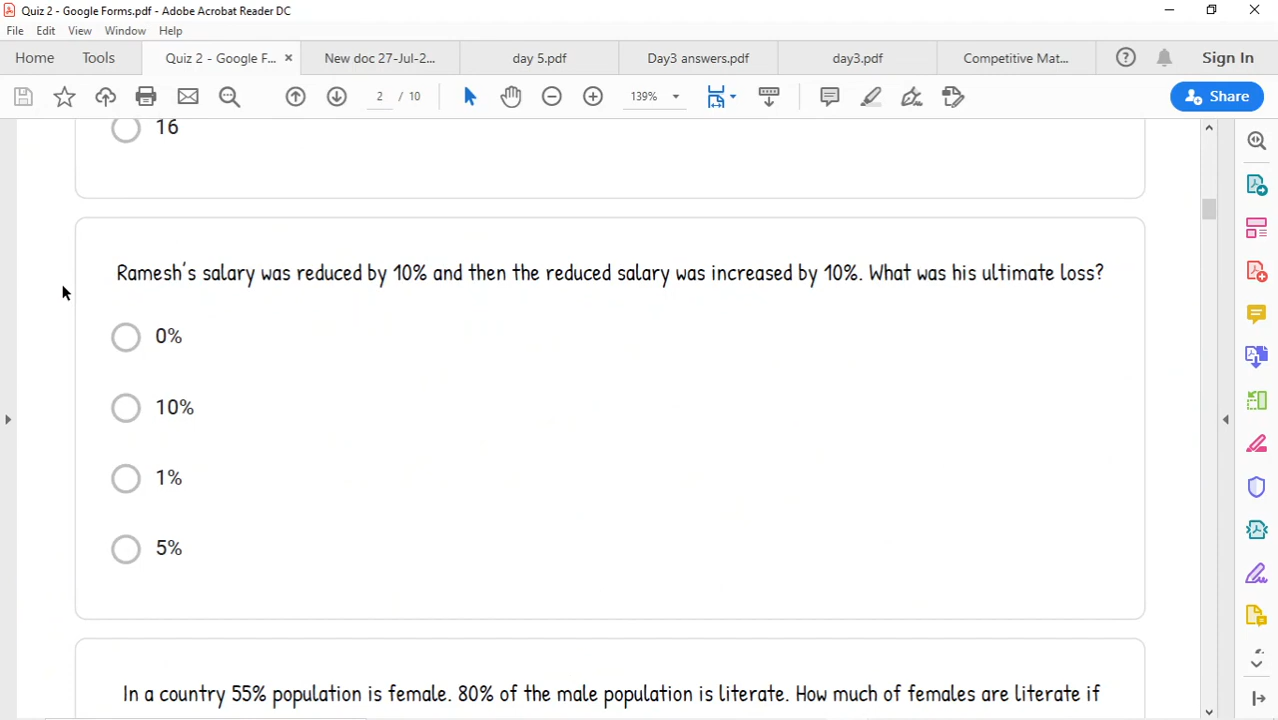 Quiz 2 - Google Forms.pdf - Adobe Acrobat Reader DC
File Edit View Window Help
Home Tools Quiz 2 - Google F... New doc 27-Jul-2... day 5.pdf Day3 answers.pdf day3.pdf Competitive Mat... Sign In
2 / 10 139% Share
16
Ramesh's salary was reduced by 10% and then the reduced salary was increased by 10%. What was his ultimate loss?
0%
10%
1%
5%
In a country 55% population is female. 80% of the male population is literate. How much of females are literate if